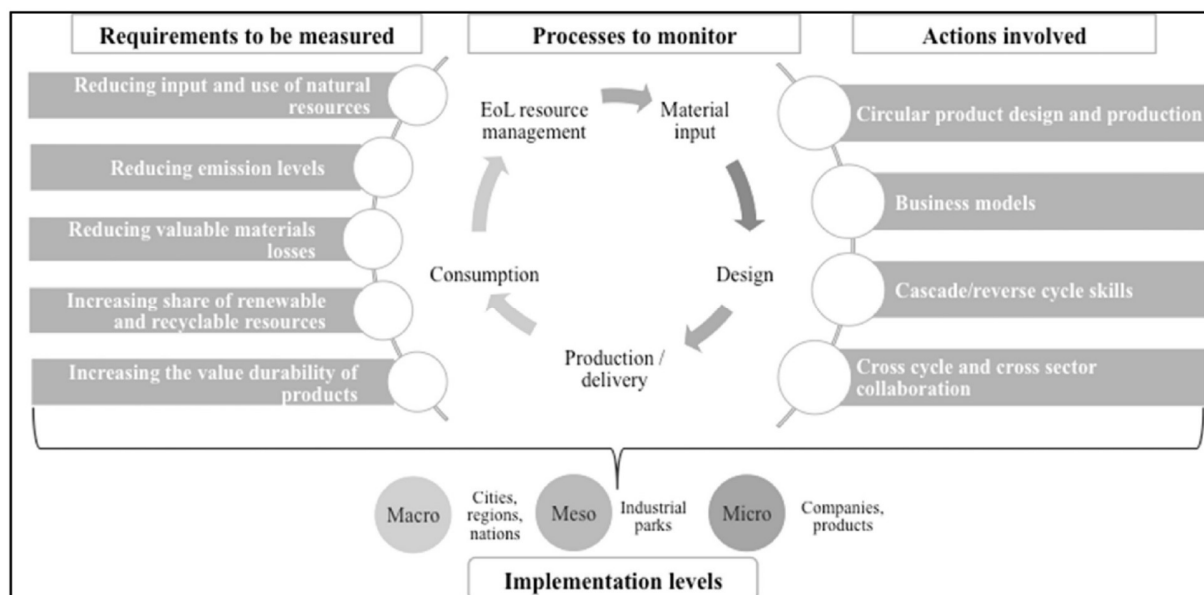 Requirements to be measured
Processes to monitor
Actions involved
Reducing input and use of natural
resources
Reducing emission levels
Reducing valuable materials
losses
Increasing share of renewable
and recyclable resources
Increasing the value durability of
products
EoL resource
management
Material
input
Design
Production /
delivery
Consumption
Circular product design and production
Business models
Cascade/reverse cycle skills
Cross cycle and cross sector
collaboration
Macro
Cities,
regions,
nations
Meso
Industrial
parks
Micro
Companies,
products
Implementation levels